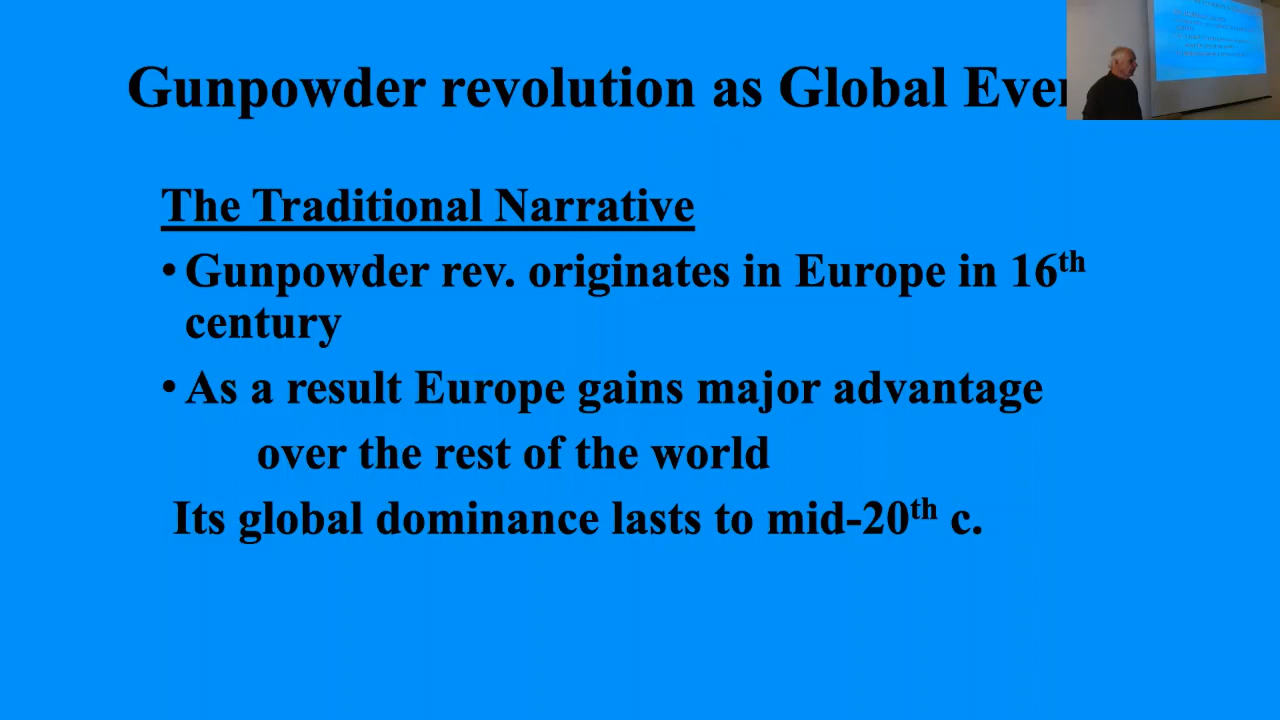 Gunpowder revolution as Global
The Traditional Narrative
• Gunpowder rev. originates in Europe in 16th
century
• As a result Europe gains major advantage
over the rest of the world
Its global dominance lasts to mid-20th c.